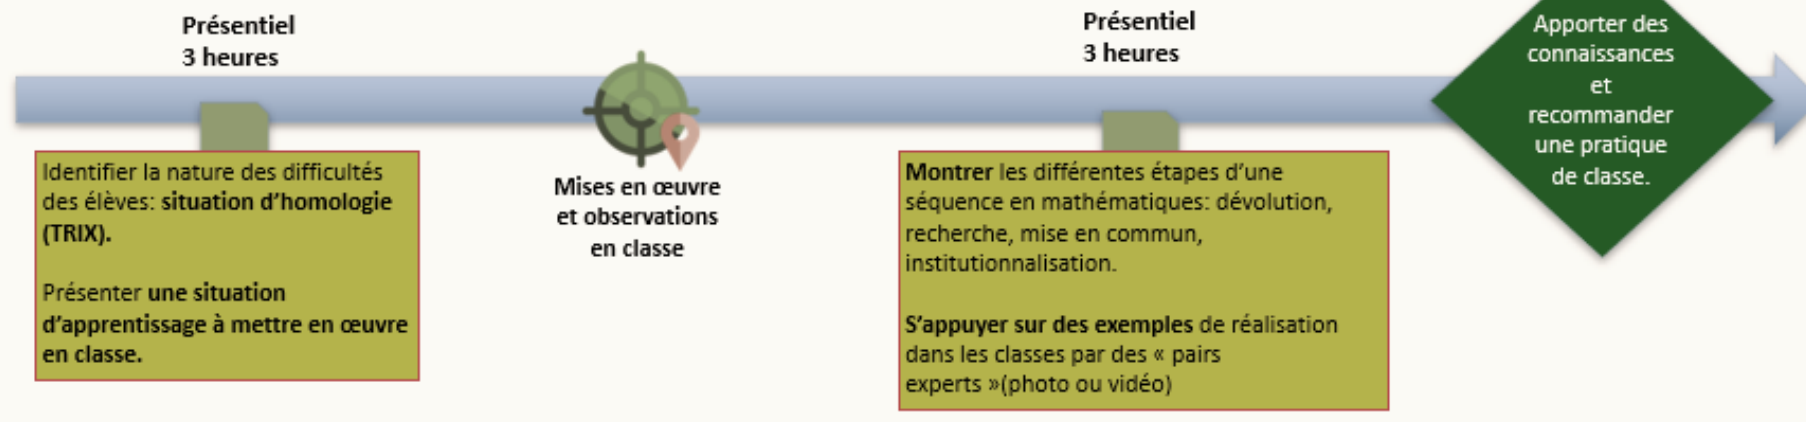 Présentiel
3 heures
Identifier la nature des difficultés
des élèves: situation d’homologie
(TRIX).
Présenter une situation
d’apprentissage à mettre en œuvre
en classe.
Mises en œuvre
et observations
en classe
Présentiel
3 heures
Montrer les différentes étapes d’une
séquence en mathématiques: dévolution,
recherche, mise en commun,
institutionnalisation.
S’appuyer sur des exemples de réalisation
dans les classes par des « pairs
experts »(photo ou vidéo)
Apporter des
connaissances
et
recommander
une pratique
de classe.